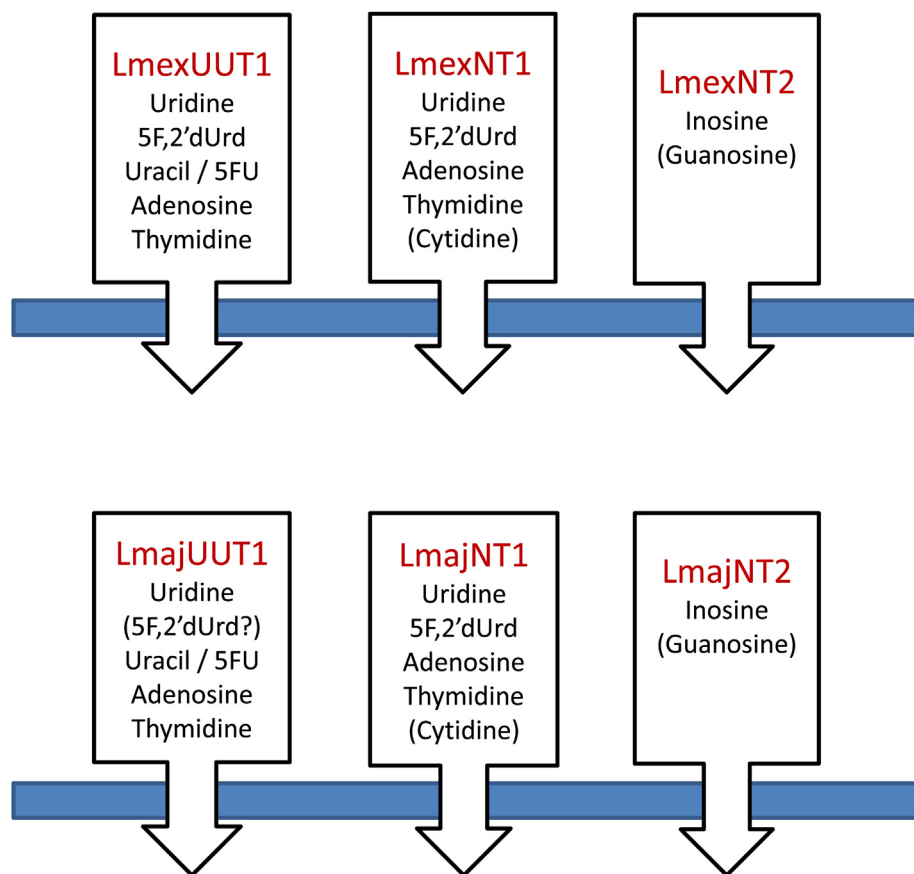 LmexUUT1
Uridine
5F,2’dUrd
Uracil / 5FU
Adenosine
Thymidine
LmexNT1
Uridine
5F,2’dUrd
Adenosine
Thymidine
(Cytidine)
LmexNT2
Inosine
(Guanosine)
LmajUUT1
Uridine
(5F,2’dUrd?)
Uracil / 5FU
Adenosine
Thymidine
LmajNT1
Uridine
5F,2’dUrd
Adenosine
Thymidine
(Cytidine)
LmajNT2
Inosine
(Guanosine)